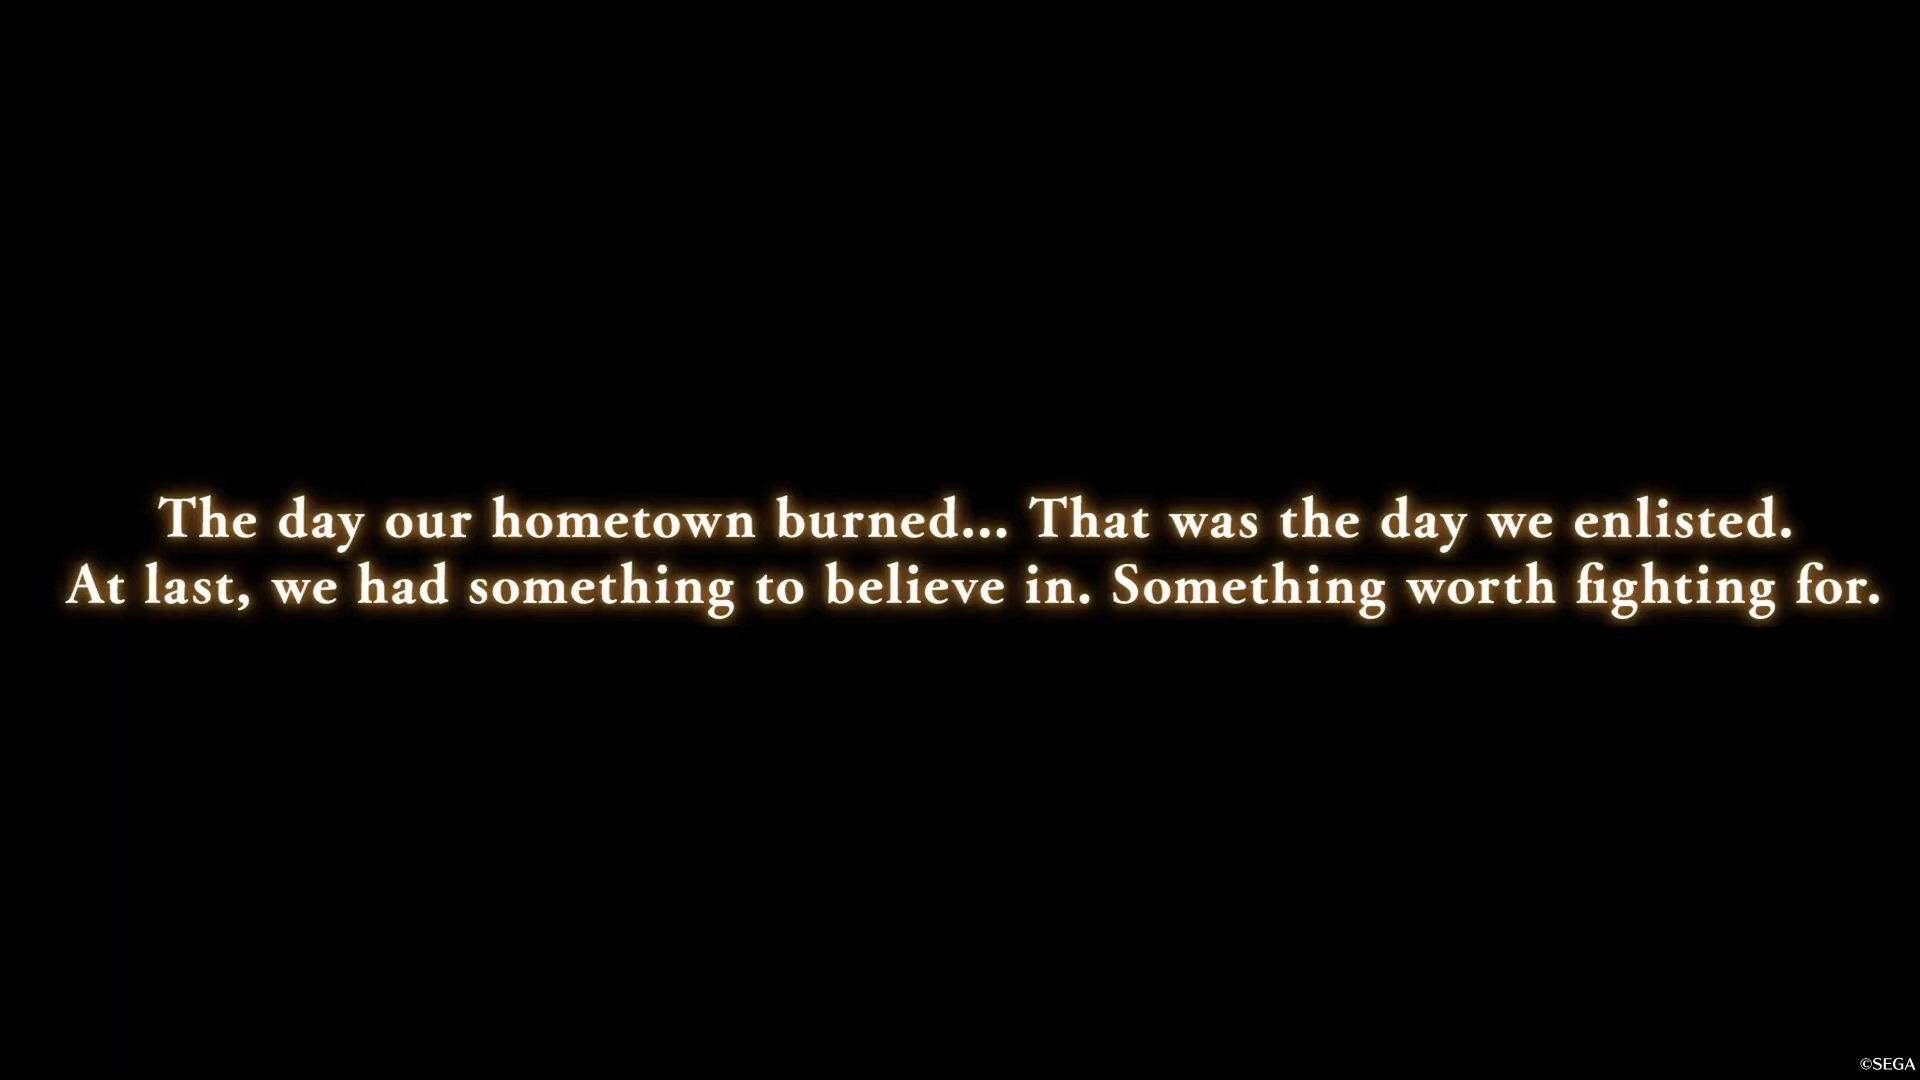 The day our hometown burned... That was the day we enlisted.
At last, we had something to believe in. Something worth fighting for.
©SEGA